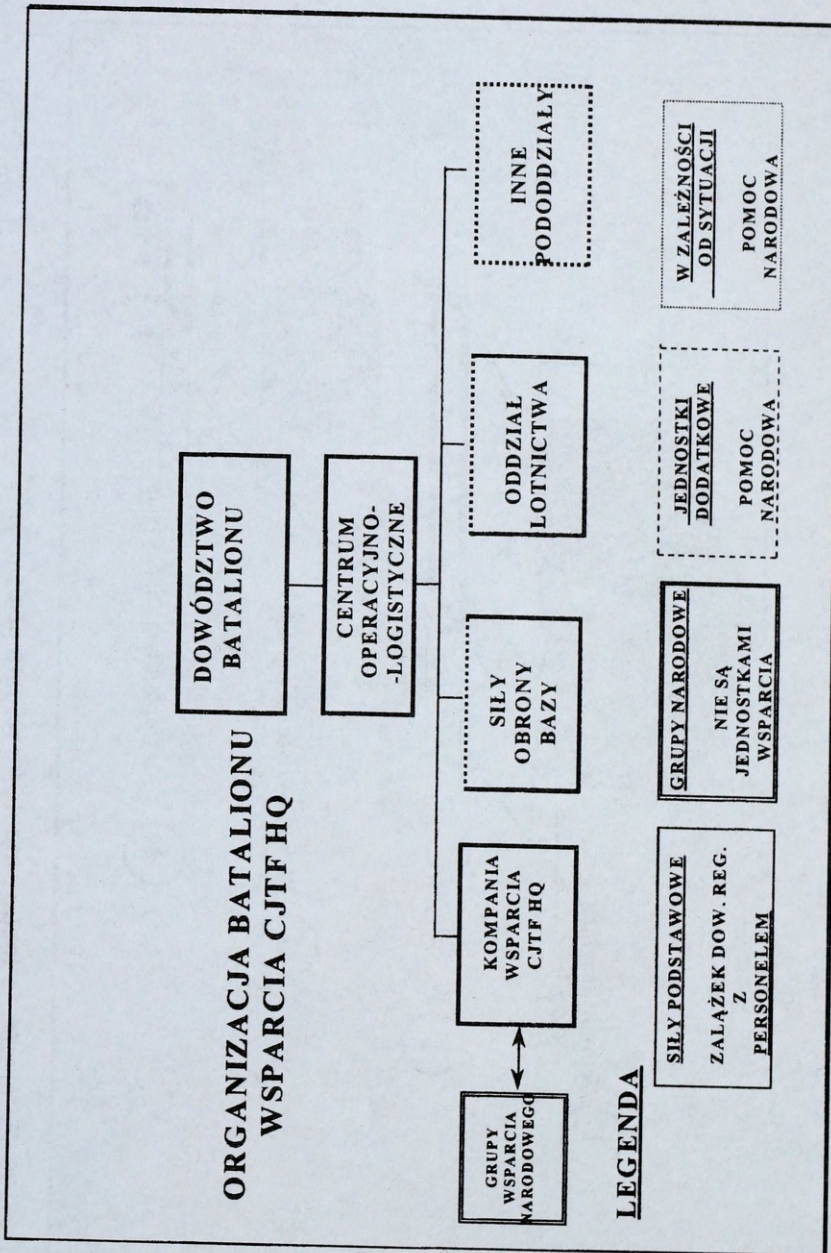 ORGANIZACJA BATALIONU
WSPARCIA CJTF HQ
DOWÓDZTWO
BATALIONU
CENTRUM
OPERACYJNO-
-LOGISTYCZNE
GRUPY
WSPARCIA
NARODOWEGO
KOMPANIA
WSPARCIA
CJTF HQ
SIŁY
OBRONY
BAZY
ODDZIAŁ
LOTNICTWA
INNE
PODODDZIAŁY
LEGENDA
SIŁY PODSTAWOWE
ZALĄŻEK DOW. REG.
Z
PERSONELEM
GRUPY NARODOWE
NIE SĄ
JEDNOSTKAMI
WSPARCIA
JEDNOSTKI
DODATKOWE
POMOC
NARODOWA
W ZALEŻNOŚCI
OD SYTUACJI
POMOC
NARODOWA